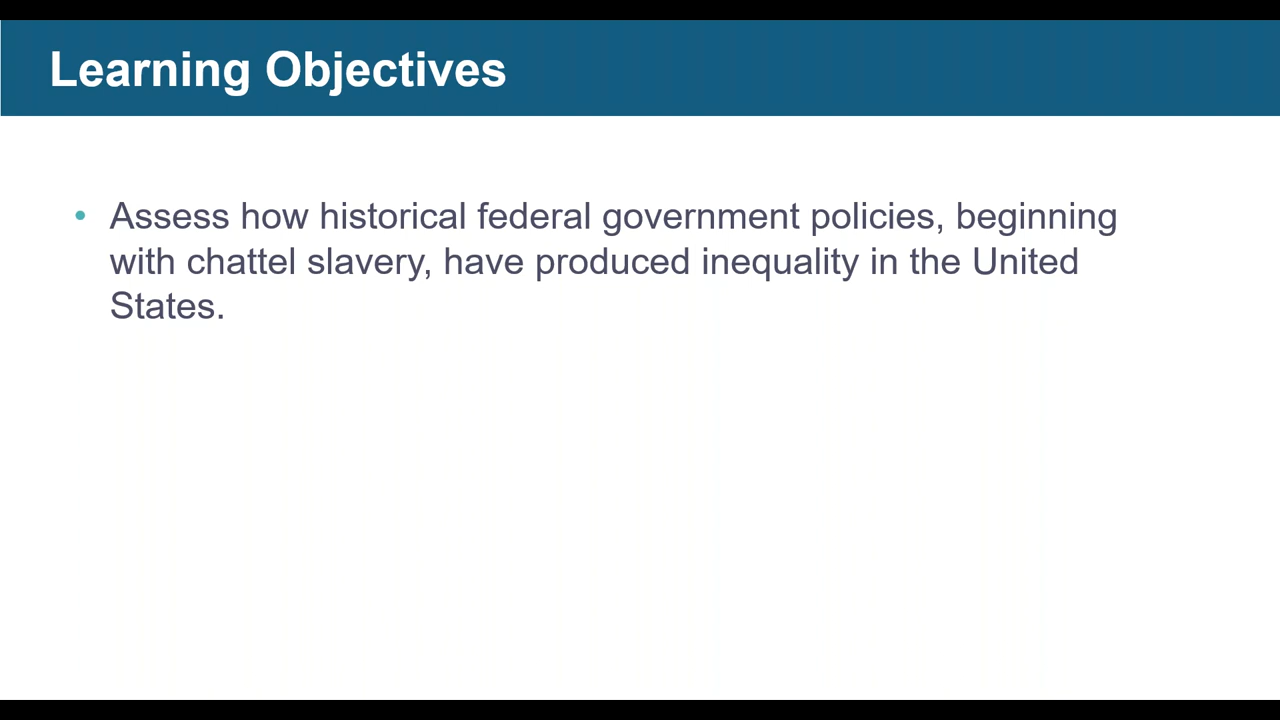 Learning Objectives
• Assess how historical federal government policies, beginning
with chattel slavery, have produced inequality in the United
States.